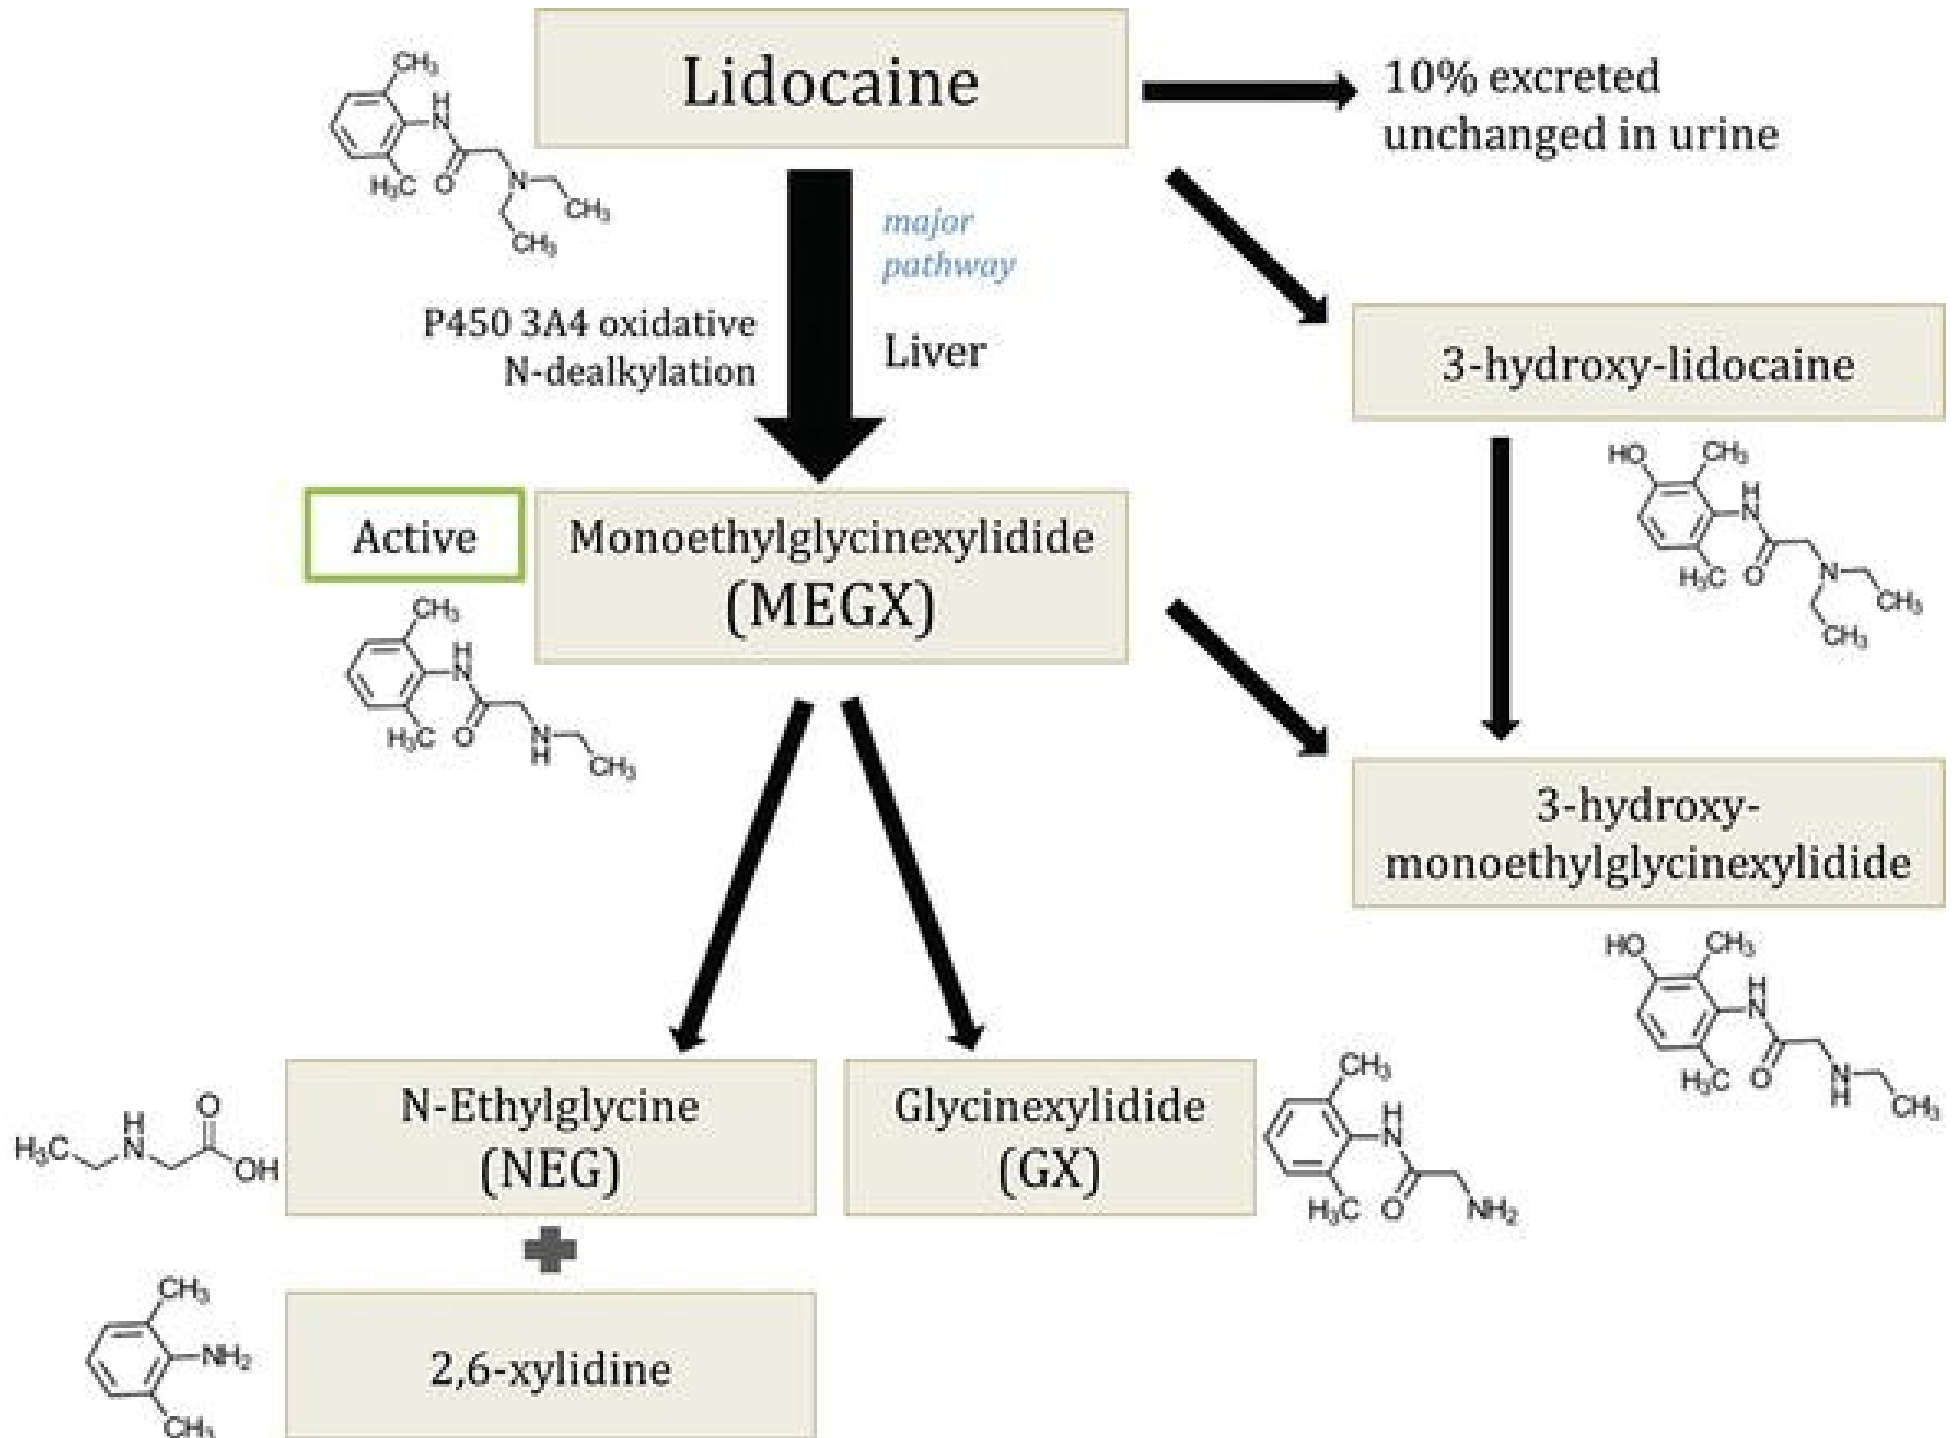 Lidocaine
10% excreted
unchanged in urine
CH3
H
N
H3C
O
N
CH3
CH3
major
pathway
P450 3A4 oxidative
N-dealkylation
Liver
3-hydroxy-lidocaine
HO
CH3
H
N
H3C
O
N
CH3
CH3
Active
Monoethylglycinexylidide
(MEGX)
CH3
H
N
H3C
O
N
H
CH3
3-hydroxy-
monoethylglycinexylidide
HO
CH3
H
N
H3C
O
N
H
CH3
N-Ethylglycine
(NEG)
H3C
H
N
O
OH
Glycinexylidide
(GX)
CH3
H
N
H3C
O
NH2
2,6-xylidine
CH3
NH2
CH3